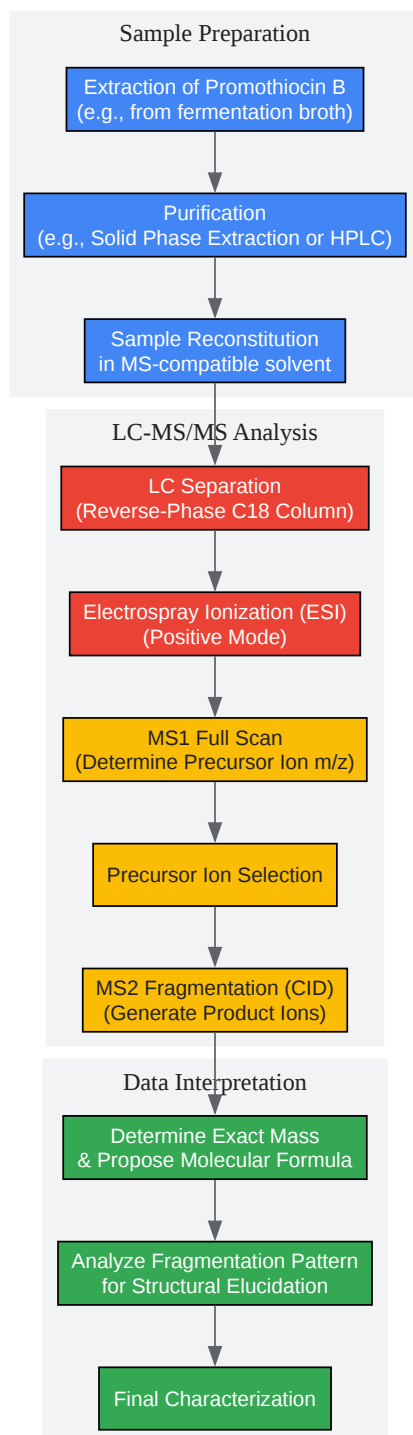 Sample Preparation
Extraction of Promothiocin B
(e.g., from fermentation broth)
Purification
(e.g., Solid Phase Extraction or HPLC)
Sample Reconstitution
in MS-compatible solvent
LC-MS/MS Analysis
LC Separation
(Reverse-Phase C18 Column)
Electrospray Ionization (ESI)
(Positive Mode)
MS1 Full Scan
(Determine Precursor Ion m/z)
Precursor Ion Selection
MS2 Fragmentation (CID)
(Generate Product Ions)
Data Interpretation
Determine Exact Mass
& Propose Molecular Formula
Analyze Fragmentation Pattern
for Structural Elucidation
Final Characterization